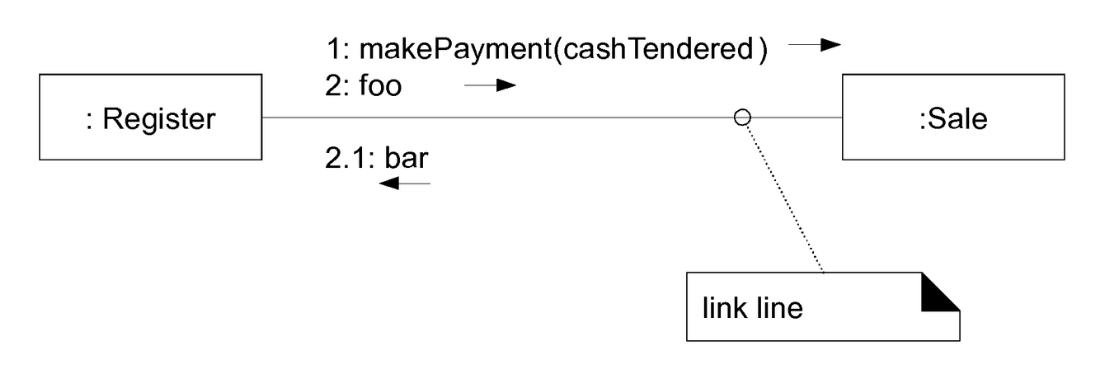 1: makePayment(cashTendered)
2: foo
: Register
:Sale
2.1: bar
link line